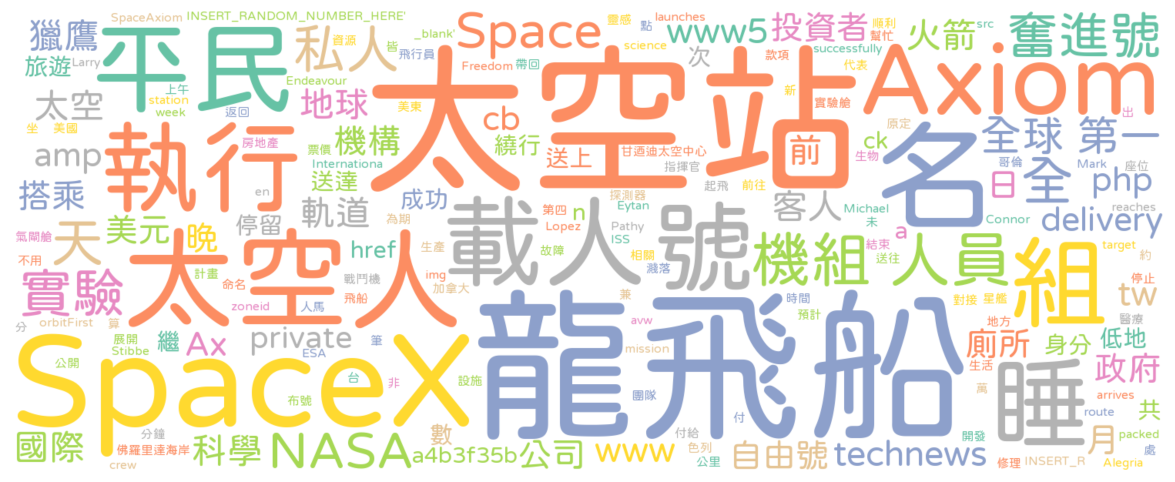 SpaceAxiom INSERT_RANDOM_NUMBER_HERE'
獵鷹 平民 私人 資源 _blank' 飛行員 皆 Space 靈感 點 launches www5 投資者 款項 順利 幫忙 src 火箭 奮進號
旅遊 上午 Larry Endeavour Freedom 帶回 science 次 successfully 代表
太空 station week 返回 地球 美東 太空站 新 實驗艙 Axiom 出
坐 美國 執行 票價 房地產 機構 cb 繞行 送上 甘迺迪太空中心 前 ck 生物 原定 名 全球 第一
amp Internationa 送達 指揮官 哥倫 Mark 座位
搭乘 en 成功 軌道 探測器 起飛 前往 日 全 php
天 美元 晚 停留 為期 第四 n Eytan 客人 Michael 未 a Connor delivery reaches
氣閘艙 不用 太空人 href 生產 Lopez Pathy ISS 載人 號 機組 人員 結束 送往 target 約
實驗 計畫 命名 戰鬥機 故障 相關 濺落 對接 星艦 組 停止 tw
zoneid 人馬 飛船 img 加拿大 兼 時間 預計 醫療
分 orbitFirst 算 展開 Stibbe 繼 Ax private 筆 avw 龍飛船 地方 廁所 身分 低地
公開 SpaceX ESA mission 生活 政府
台 非 設施 團隊 睡 萬 arrives
布號 付 route 共
分鐘 數 付給 色列 開發 月 packed 處
國際 佛羅里達海岸 crew 科學 NASA a4b3f35b 公司 www 公里 自由號 technews 修理 INSERT_R Alegria